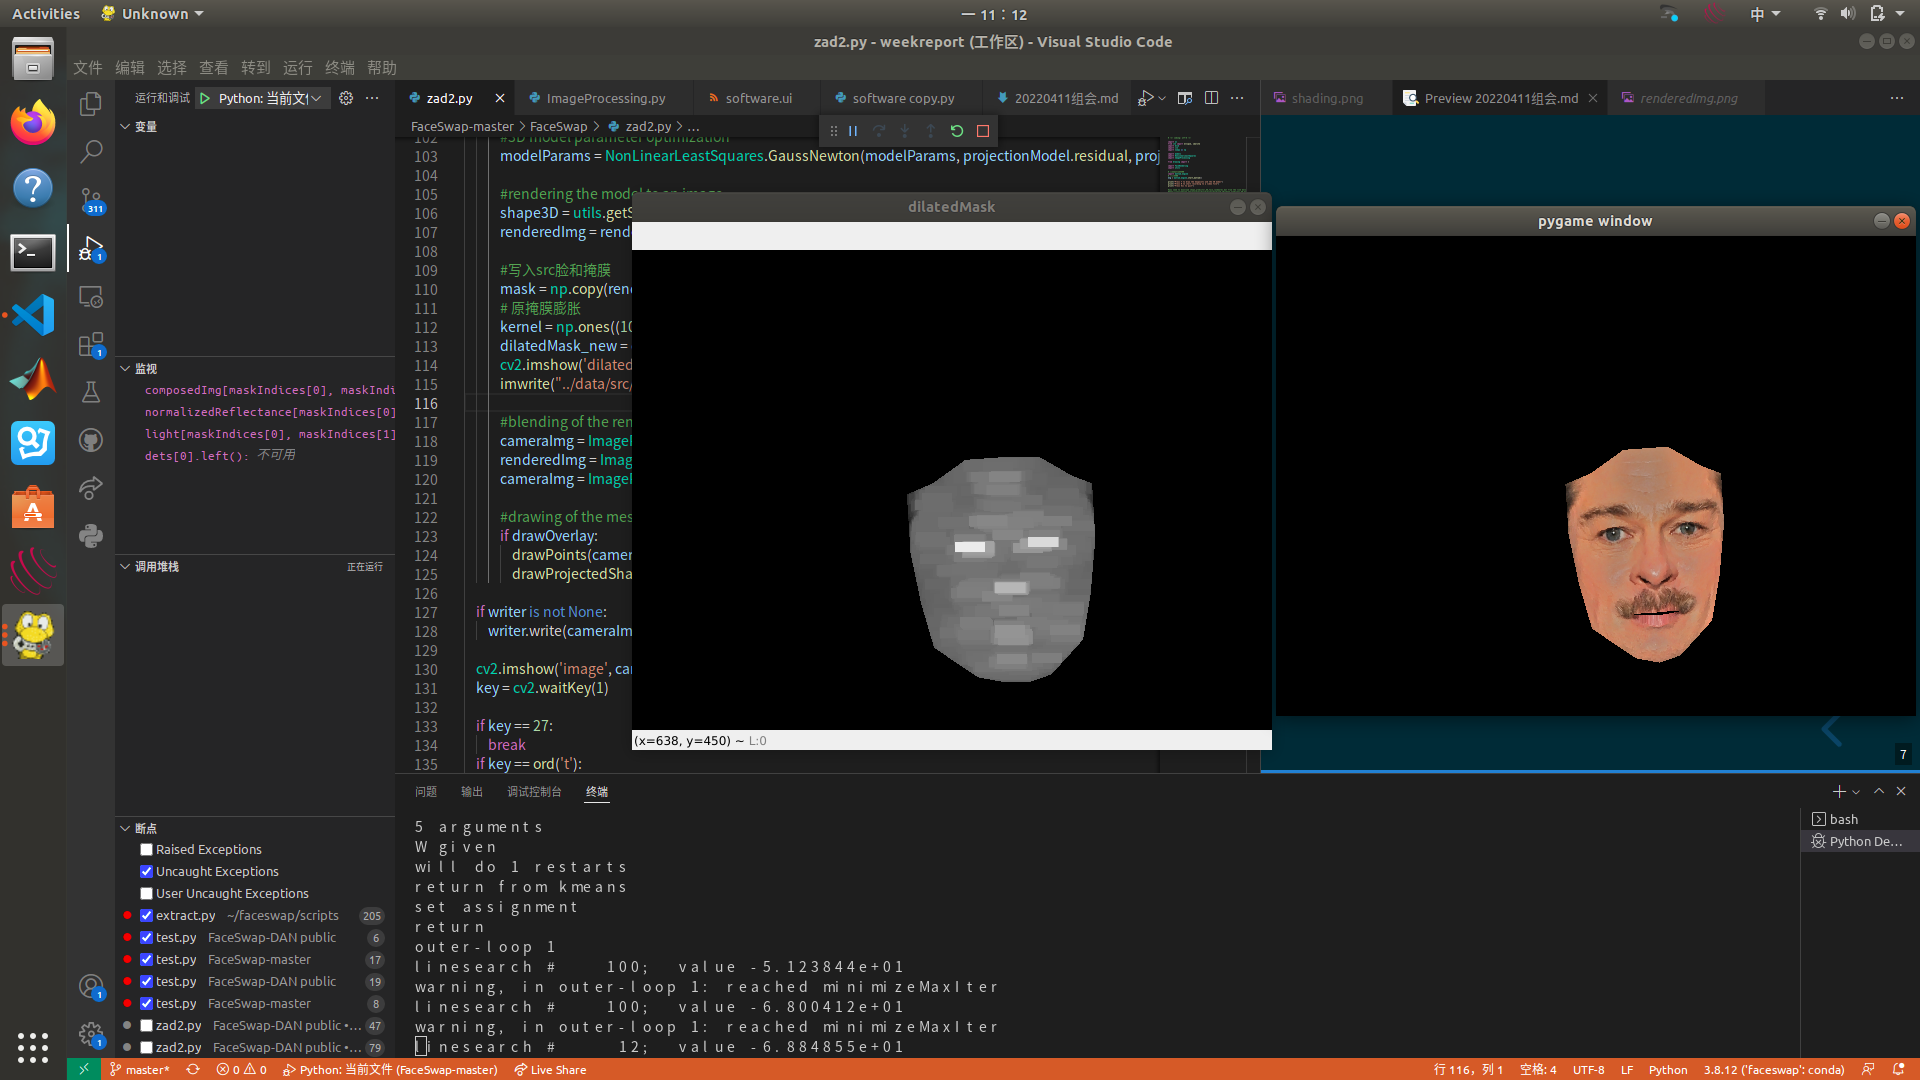 Activities
Unknown
一 11：12
中
zad2.py - weekreport (工作区) - Visual Studio Code
文件 编辑 选择 查看 转到 运行 终端 帮助
运行和调试
Python: 当前文件
zad2.py
ImageProcessing.py
software.ui
software copy.py
20220411组会.md
shading.png
Preview 20220411组会.md
renderedImg.png
变量
FaceSwap-master > FaceSwap > zad2.py > ...
102 #3D model parameter optimization
103 modelParams = NonLinearLeastSquares.GaussNewton(modelParams, projectionModel.residual, proj
104
105 #rendering the model to an image
106 shape3D = utils.getS
107 renderedImg = rende
108
109 #写入src脸和掩膜
110 mask = np.copy(rend
111 # 原掩膜膨胀
112 kernel = np.ones((10
113 dilatedMask_new =
114 cv2.imshow('dilated
115 imwrite("../data/src/
116
117 #blending of the ren
118 cameraImg = ImageP
119 renderedImg = Imag
120 cameraImg = ImageP
121
122 #drawing of the mes
123 if drawOverlay:
124 drawPoints(camer
125 drawProjectedSha
126
127 if writer is not None:
128 writer.write(cameraIm
129
130 cv2.imshow('image', car
131 key = cv2.waitKey(1)
132
133 if key == 27:
134 break
135 if key == ord('t'):
dilatedMask
(x=638, y=450) ~ L:0
pygame window
7
311
1
1
监视
composedImg[maskIndices[0], maskIndi
normalizedReflectance[maskIndices[0]
light[maskIndices[0], maskIndices[1]
dets[0].left(): 不可用
调用堆栈
正在运行
断点
Raised Exceptions
Uncaught Exceptions
User Uncaught Exceptions
extract.py ~/faceswap/scripts 205
test.py FaceSwap-DAN public 6
test.py FaceSwap-master 17
test.py FaceSwap-DAN public 19
test.py FaceSwap-master 8
zad2.py FaceSwap-DAN public •... 47
zad2.py FaceSwap-DAN public •... 79
1
1
问题 输出 调试控制台 终端
5 arguments
W given
will do 1 restarts
return from kmeans
set assignment
return
outer-loop 1
linesearch # 100; value -5.123844e+01
warning, in outer-loop 1: reached minimizeMaxIter
linesearch # 100; value -6.800412e+01
warning, in outer-loop 1: reached minimizeMaxIter
linesearch # 12; value -6.884855e+01
bash
Python De...
master*
0 0
Python: 当前文件 (FaceSwap-master)
Live Share
行 116，列 1
空格: 4
UTF-8
LF
Python
3.8.12 ('faceswap': conda)